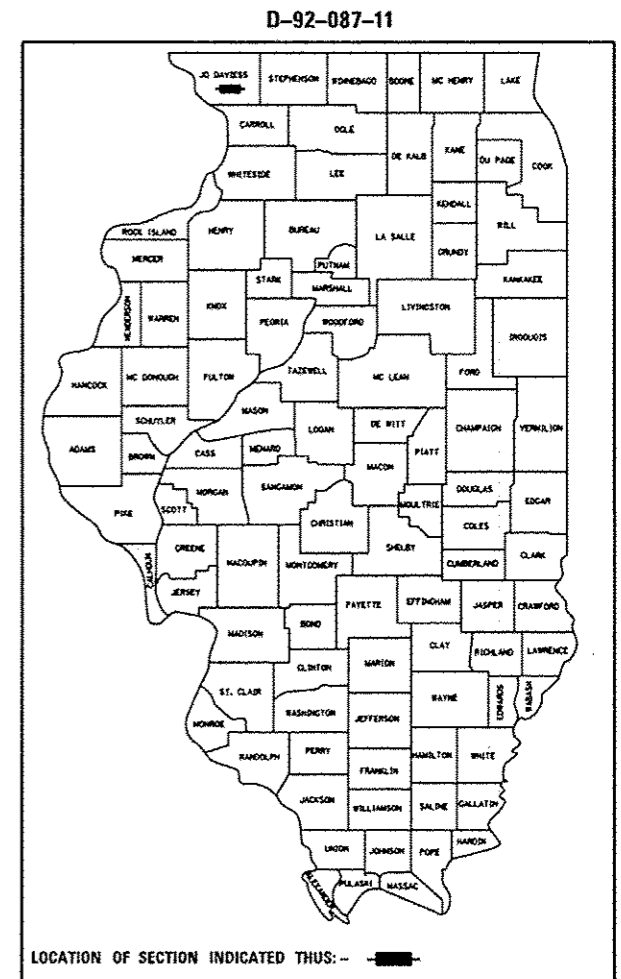 D-92-087-11
JO DAVIESS STEPHENSON WINNEBAGO BOONE MC HENRY LAKE
CARROLL OGLE
DE KALB KANE DU PAGE COOK
WHITESIDE LEE
KENDALL
ROCK ISLAND HENRY BUREAU LA SALLE WILL
MERCER PUTNAM GRUNDY
STARK MARSHALL KANKAKEE
HENDERSON WARREN KNOX PEORIA WOODFORD LIVINGSTON
IROQUOIS
HANCOCK MC DONOUGH FULTON TAZEWELL MC LEAN FORD
MASON
SCHUYLER LOGAN DE WITT CHAMPAIGN VERMILION
ADAMS BROWN CASS MENARD PIATT
MACON
MORGAN SANGAMON DOUGLAS
PIKE SCOTT MOULTRIE EDGAR
CHRISTIAN COLES
GREENE SHELBY
CALHOUN MACOUPIN MONTGOMERY CUMBERLAND CLARK
JERSEY
FAYETTE EFFINGHAM JASPER CRAWFORD
MADISON BOND
CLAY RICHLAND LAWRENCE
CLINTON MARION
ST. CLAIR WAYNE EDWARDS WABASH
MONROE WASHINGTON JEFFERSON
RANDOLPH PERRY HAMILTON WHITE
FRANKLIN
JACKSON WILLIAMSON SALINE GALLATIN
UNION JOHNSON POPE HARDIN
ALEXANDER PULASKI MASSAC
LOCATION OF SECTION INDICATED THUS: -